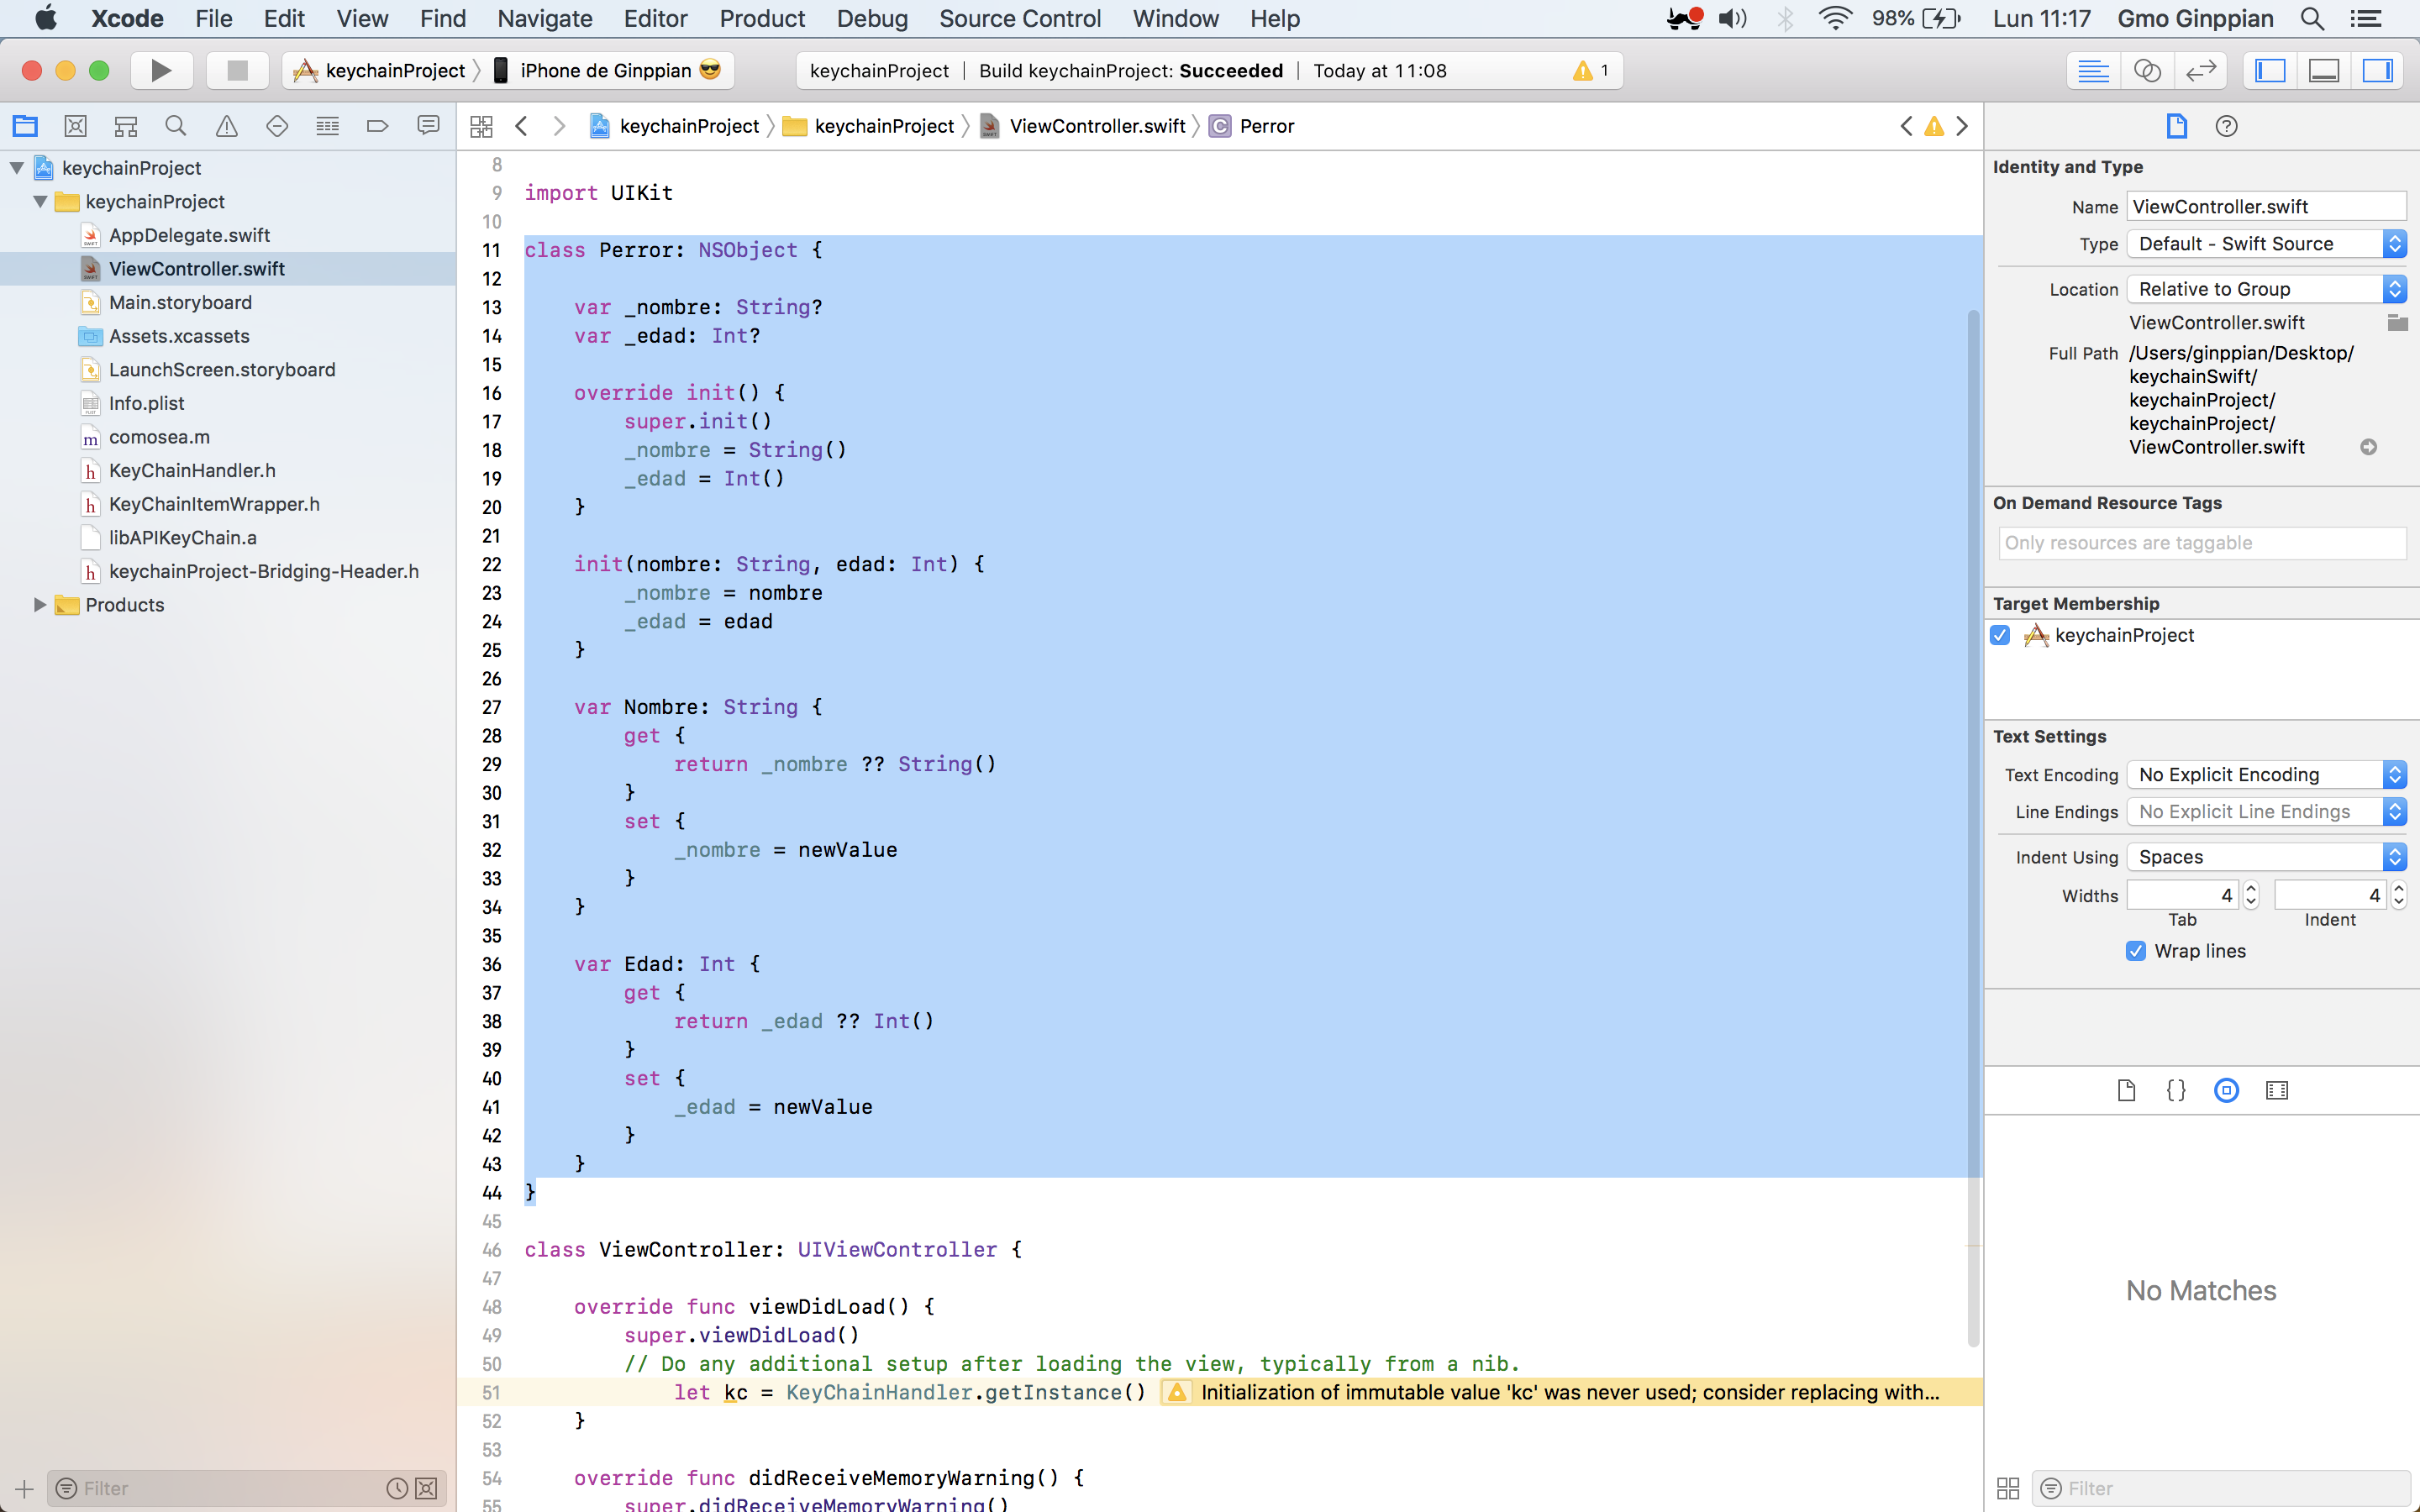 Xcode File Edit View Find Navigate Editor Product Debug Source Control Window Help 98% Lun 11:17 Gmo Ginppian
keychainProject iPhone de Ginppian 😎 keychainProject | Build keychainProject: Succeeded | Today at 11:08 1
keychainProject keychainProject ViewController.swift C Perror
keychainProject
keychainProject
AppDelegate.swift
ViewController.swift
Main.storyboard
Assets.xcassets
LaunchScreen.storyboard
Info.plist
m comosea.m
h KeyChainHandler.h
h KeyChainItemWrapper.h
libAPIKeyChain.a
h keychainProject-Bridging-Header.h
Products
Filter
8
9 import UIKit
10
11 class Perror: NSObject {
12
13 var _nombre: String?
14 var _edad: Int?
15
16 override init() {
17 super.init()
18 _nombre = String()
19 _edad = Int()
20 }
21
22 init(nombre: String, edad: Int) {
23 _nombre = nombre
24 _edad = edad
25 }
26
27 var Nombre: String {
28 get {
29 return _nombre ?? String()
30 }
31 set {
32 _nombre = newValue
33 }
34 }
35
36 var Edad: Int {
37 get {
38 return _edad ?? Int()
39 }
40 set {
41 _edad = newValue
42 }
43 }
44 }
45
46 class ViewController: UIViewController {
47
48 override func viewDidLoad() {
49 super.viewDidLoad()
50 // Do any additional setup after loading the view, typically from a nib.
51 let kc = KeyChainHandler.getInstance() Initialization of immutable value 'kc' was never used; consider replacing with...
52 }
53
54 override func didReceiveMemoryWarning() {
55 super.didReceiveMemoryWarning()
Identity and Type
Name ViewController.swift
Type Default - Swift Source
Location Relative to Group
ViewController.swift
Full Path /Users/ginppian/Desktop/
keychainSwift/
keychainProject/
keychainProject/
ViewController.swift
On Demand Resource Tags
Only resources are taggable
Target Membership
keychainProject
Text Settings
Text Encoding No Explicit Encoding
Line Endings No Explicit Line Endings
Indent Using Spaces
Widths 4 4
Tab Indent
Wrap lines
{}
No Matches
Filter